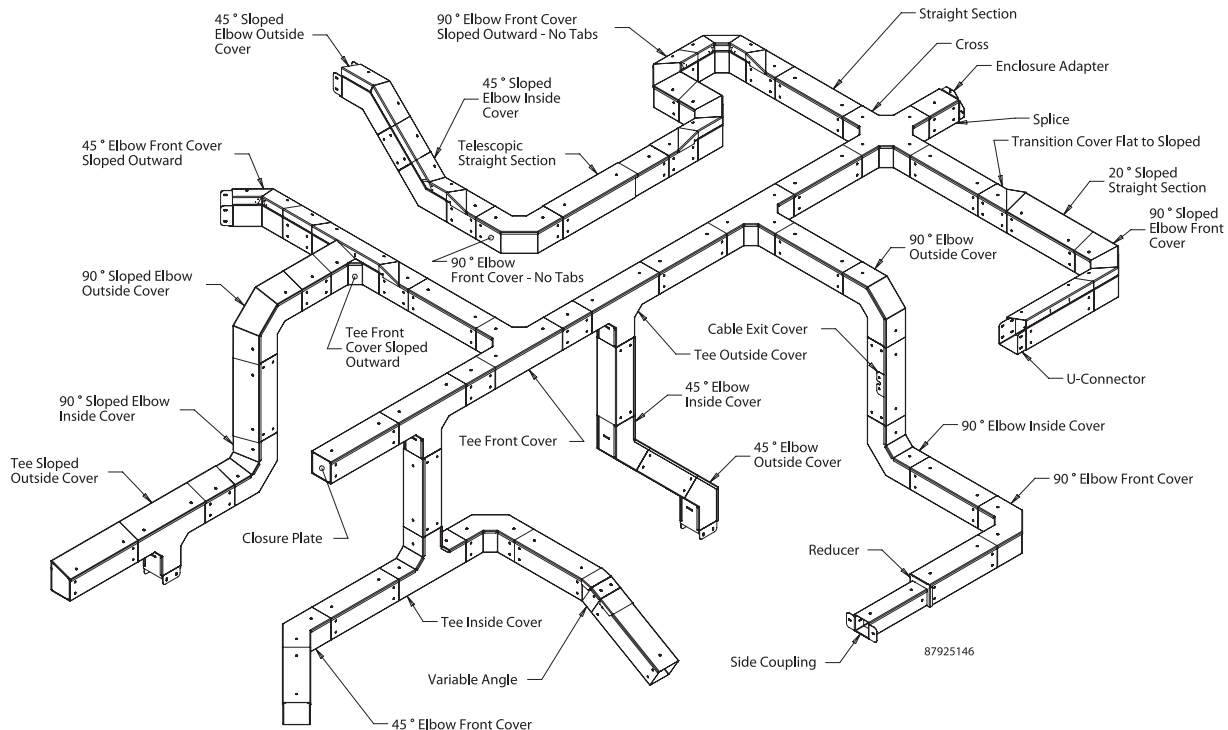 45 ° Sloped
Elbow Outside
Cover
90 ° Elbow Front Cover
Sloped Outward - No Tabs
Straight Section
Cross
Enclosure Adapter
45 ° Sloped
Elbow Inside
Cover
Splice
Telescopic
Straight Section
Transition Cover Flat to Sloped
45 ° Elbow Front Cover
Sloped Outward
20 ° Sloped
Straight Section
90 ° Sloped
Elbow Front
Cover
90 ° Elbow
Outside Cover
90 ° Elbow
Front Cover - No Tabs
90 ° Sloped Elbow
Outside Cover
Tee Front
Cover Sloped
Outward
Cable Exit Cover
Tee Outside Cover
U-Connector
90 ° Sloped Elbow
Inside Cover
45 ° Elbow
Inside Cover
Tee Front Cover
90 ° Elbow Inside Cover
Tee Sloped
Outside Cover
45 ° Elbow
Outside Cover
90 ° Elbow Front Cover
Closure Plate
Reducer
Tee Inside Cover
87925146
Side Coupling
Variable Angle
45 ° Elbow Front Cover